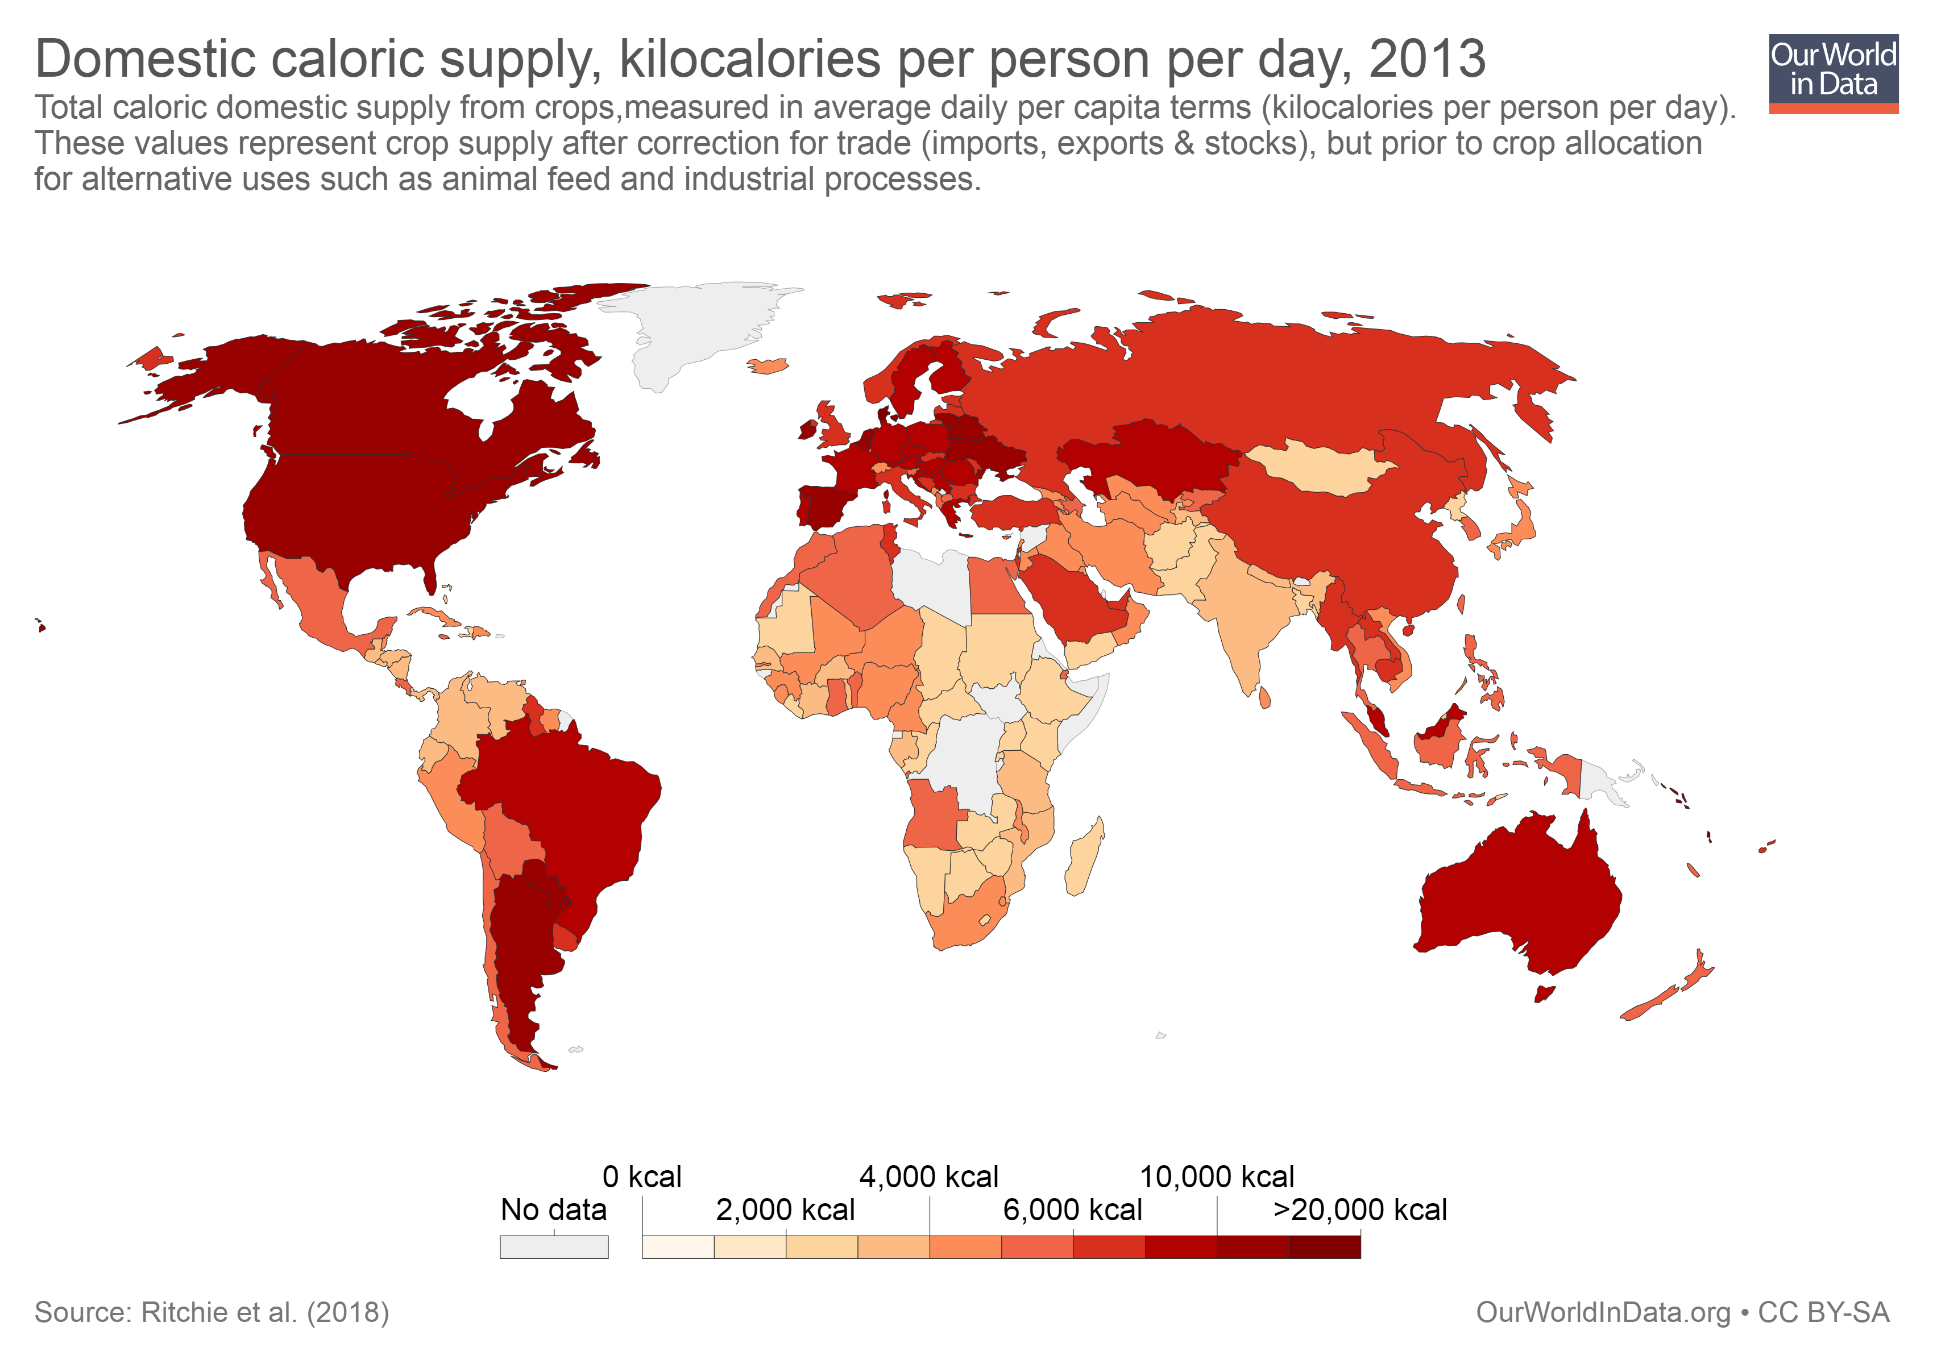 Domestic caloric supply, kilocalories per person per day, 2013
Our World
in Data
Total caloric domestic supply from crops,measured in average daily per capita terms (kilocalories per person per day).
These values represent crop supply after correction for trade (imports, exports & stocks), but prior to crop allocation
for alternative uses such as animal feed and industrial processes.
0 kcal
4,000 kcal
10,000 kcal
No data
2,000 kcal
6,000 kcal
>20,000 kcal
Source: Ritchie et al. (2018)
OurWorldInData.org • CC BY-SA